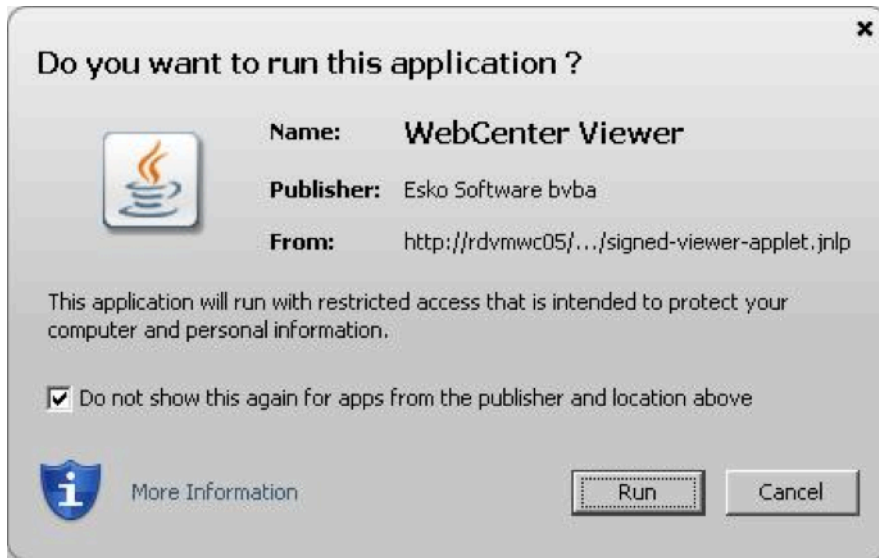 Do you want to run this application ?
Name: WebCenter Viewer
Publisher: Esko Software bvba
From: http://rdvmwc05/.../signed-viewer-applet.jnlp
This application will run with restricted access that is intended to protect your
computer and personal information.
Do not show this again for apps from the publisher and location above
More Information
Run
Cancel